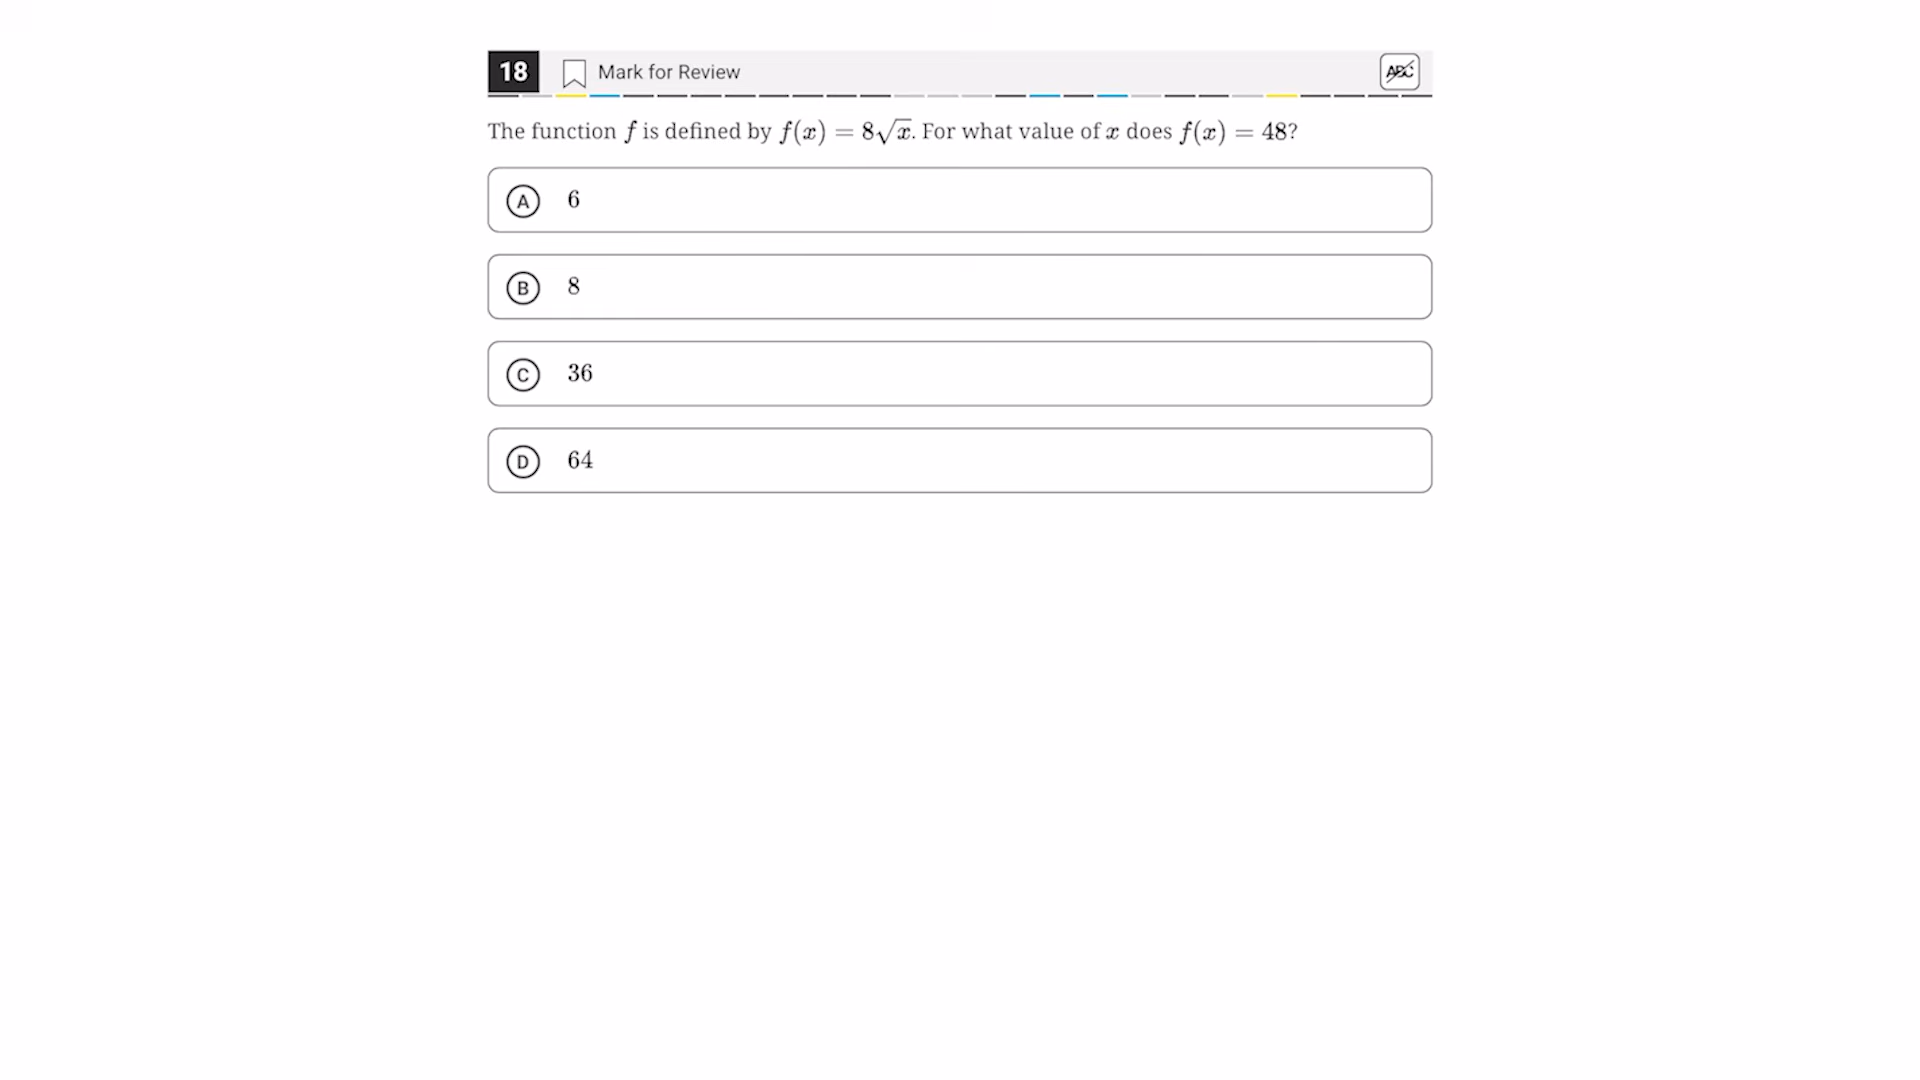 18 Mark for Review ABC
The function f is defined by f(x) = 8√x. For what value of x does f(x) = 48?
A 6
B 8
C 36
D 64